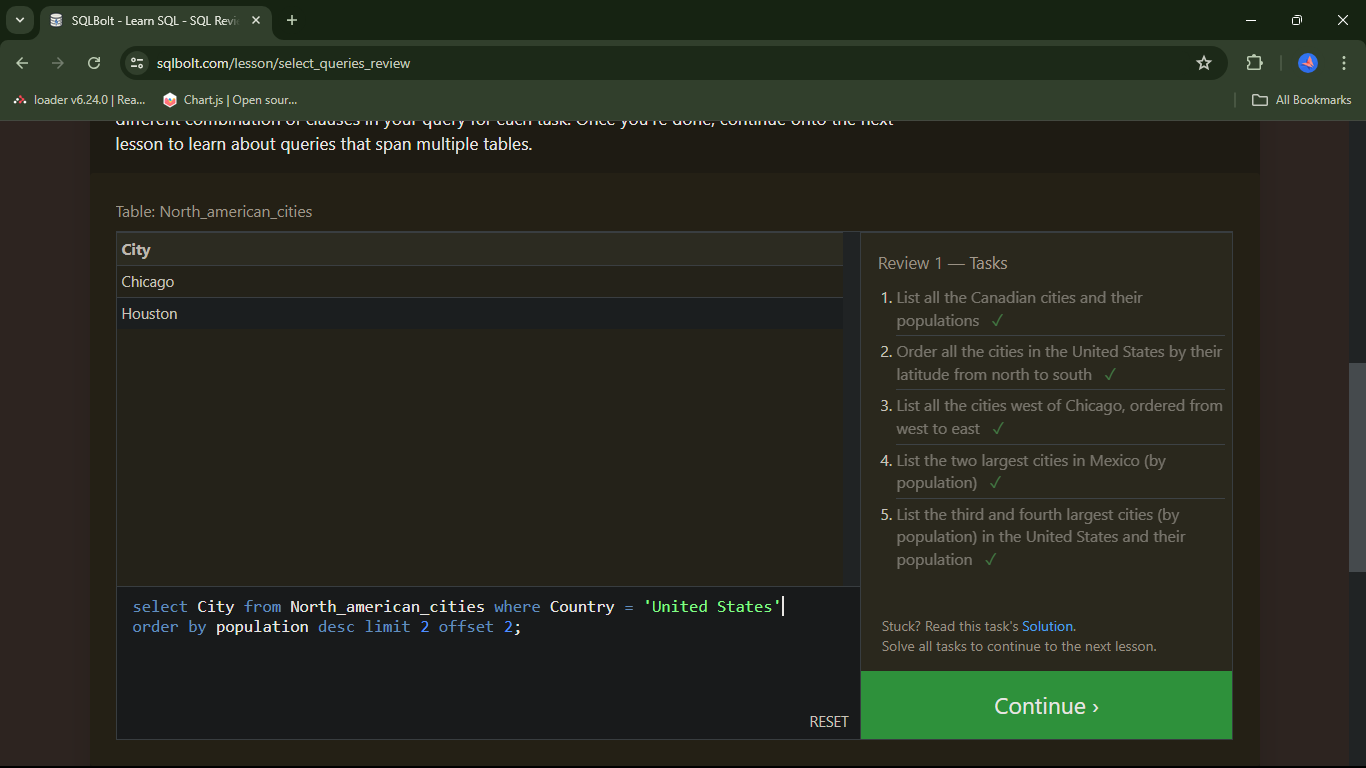 SQLBolt - Learn SQL - SQL Revi
sqlbolt.com/lesson/select_queries_review
loader v6.24.0 | Rea...
Chart.js | Open sour...
All Bookmarks
different combination of clauses in your query for each task. Once you're done, continue onto the next
lesson to learn about queries that span multiple tables.
Table: North_american_cities
City
Chicago
Houston
select City from North_american_cities where Country = 'United States'
order by population desc limit 2 offset 2;
RESET
Review 1 — Tasks
1. List all the Canadian cities and their
populations ✓
2. Order all the cities in the United States by their
latitude from north to south ✓
3. List all the cities west of Chicago, ordered from
west to east ✓
4. List the two largest cities in Mexico (by
population) ✓
5. List the third and fourth largest cities (by
population) in the United States and their
population ✓
Stuck? Read this task's Solution.
Solve all tasks to continue to the next lesson.
Continue ›